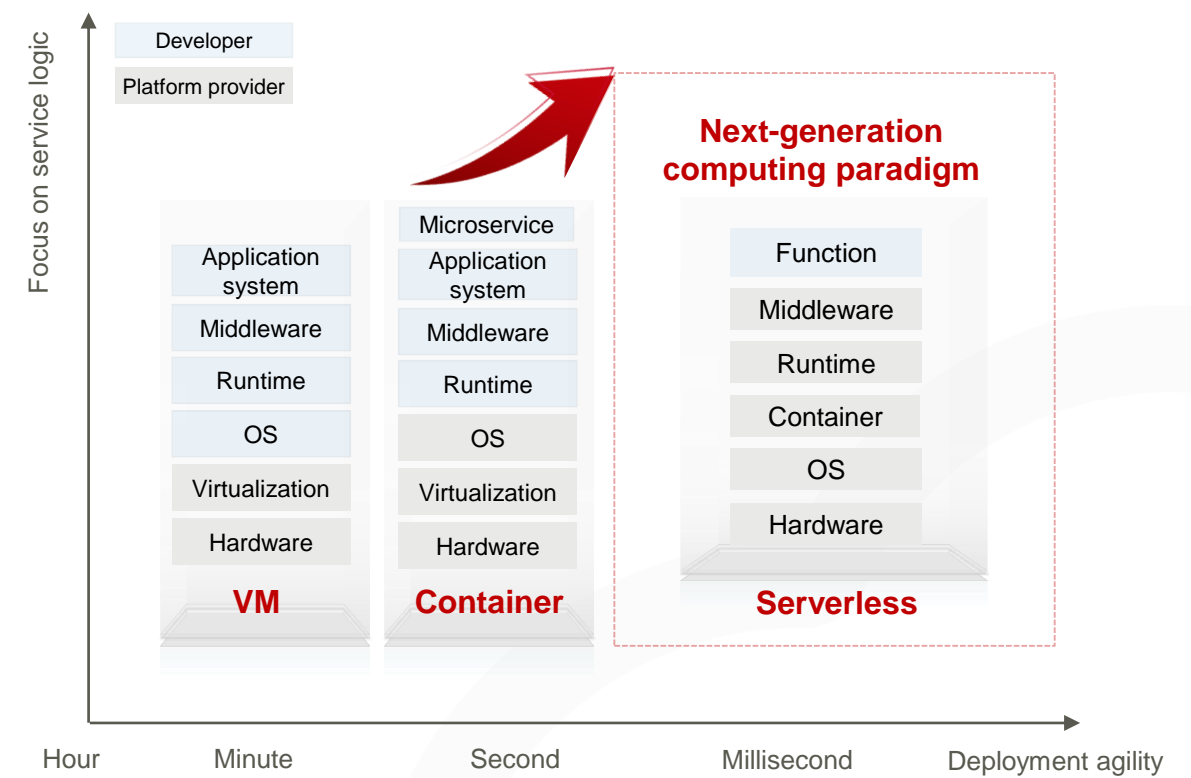 Focus on service logic
Developer
Platform provider
Next-generation
computing paradigm
Application
system
Middleware
Runtime
OS
Virtualization
Hardware
VM
Microservice
Application
system
Middleware
Runtime
OS
Virtualization
Hardware
Container
Function
Middleware
Runtime
Container
OS
Hardware
Serverless
Hour
Minute
Second
Millisecond
Deployment agility